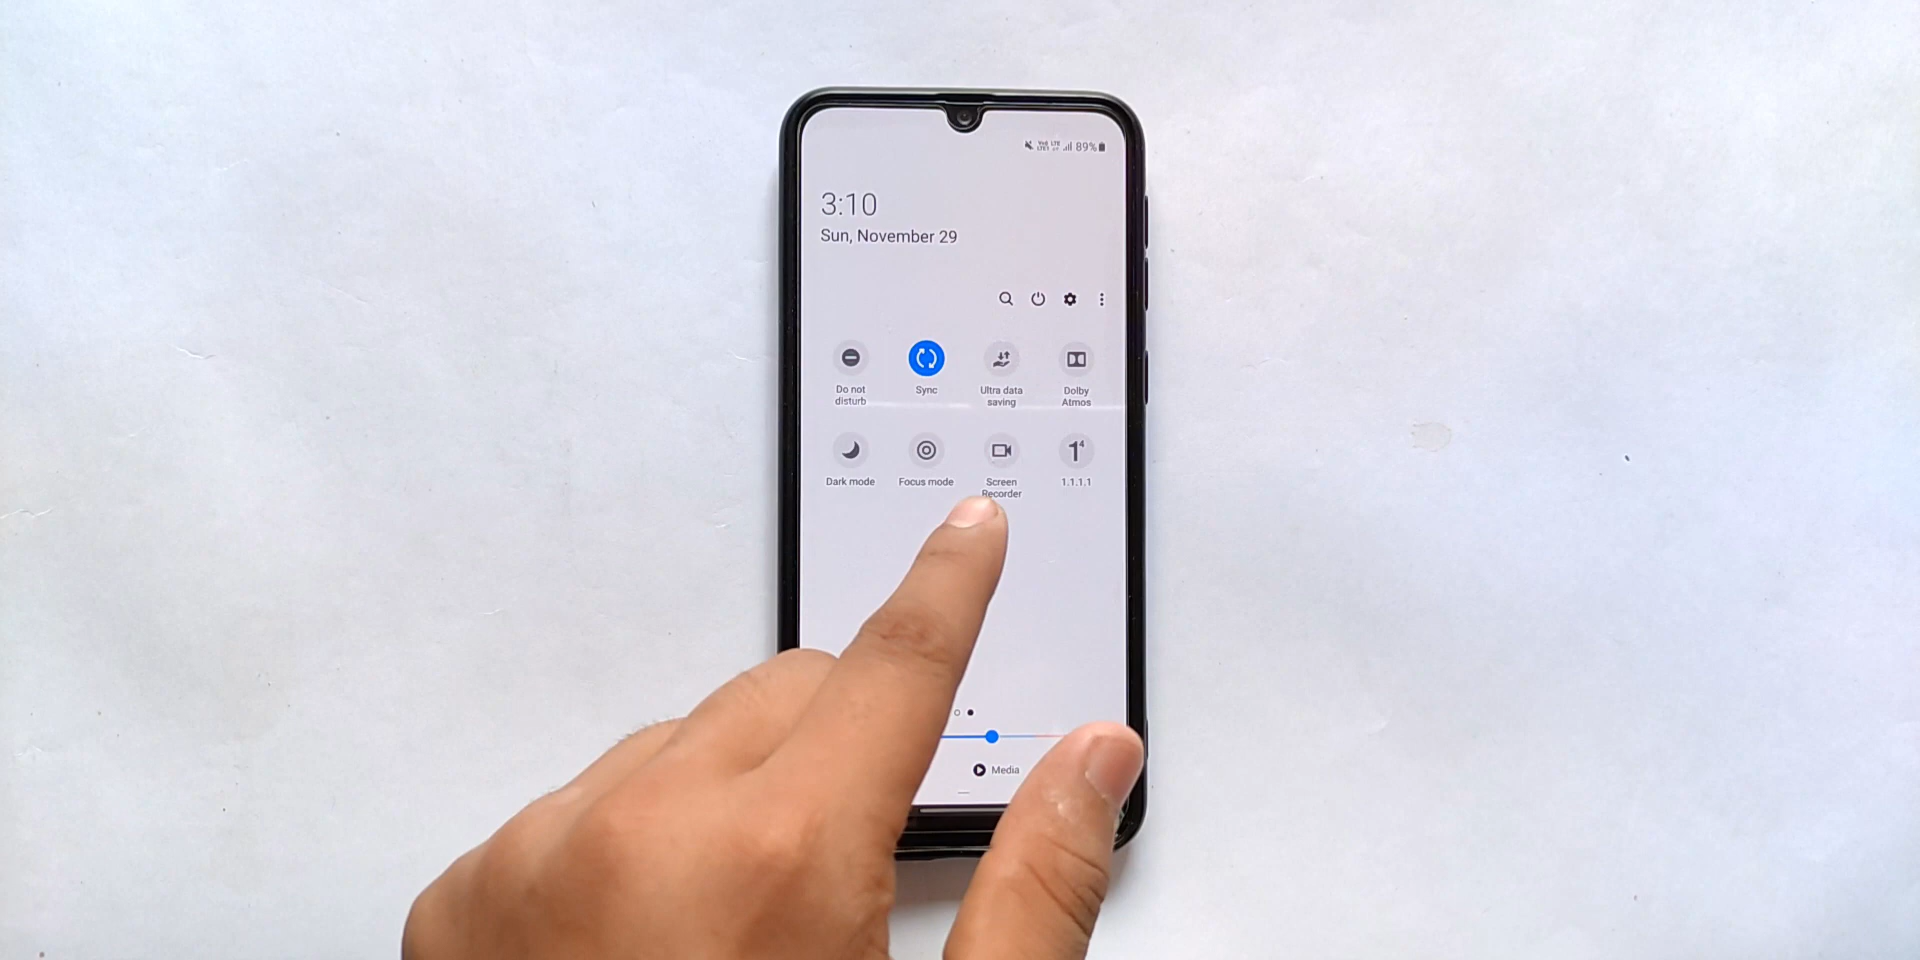 89%
3:10
Sun, November 29
Do not
disturb
Sync
Ultra data
saving
Dolby
Atmos
Dark mode
Focus mode
Screen
Recorder
1⁴
1.1.1.1
Media